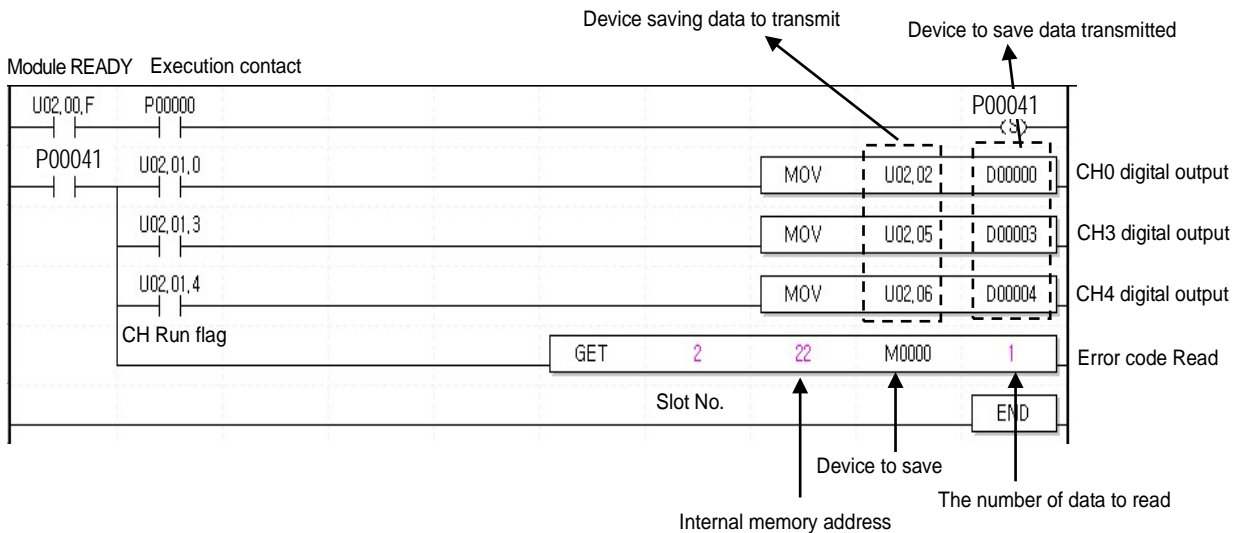 Device saving data to transmit
Device to save data transmitted
Module READY Execution contact
U02,00,F P00000 P00041
(S)
P00041 U02,01,0 MOV U02,02 D00000 CH0 digital output
U02,01,3 MOV U02,05 D00003 CH3 digital output
U02,01,4 MOV U02,06 D00004 CH4 digital output
CH Run flag
GET 2 22 M0000 1 Error code Read
Slot No. END
Device to save
The number of data to read
Internal memory address